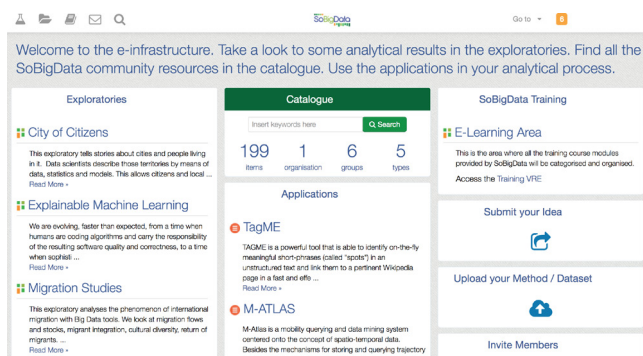 SoBigData
Go to
6
Welcome to the e-infrastructure. Take a look to some analytical results in the exploratories. Find all the
SoBigData community resources in the catalogue. Use the applications in your analytical process.
Exploratories
City of Citizens
This exploratory tells stories about cities and people living
in it. Data scientists describe those territories by means of
data, statistics and models. This allows citizens and local ...
Read More »
Explainable Machine Learning
We are evolving, faster than expected, from a time when
humans are coding algorithms and carry the responsibility
of the resulting software quality and correctness, to a time
when sophisti ...
Read More »
Migration Studies
This exploratory analyses the phenomenon of international
migration with Big Data tools. We look at migration flows
and stocks, migrant integration, cultural diversity, return of
migrants. ...
Read More »
Catalogue
Insert keywords here
Search
199 1 6 5
items organisation groups types
Applications
TagME
TAGME is a powerful tool that is able to identify on-the-fly
meaningful short-phrases (called "spots") in an
unstructured text and link them to a pertinent Wikipedia
page in a fast and effe ...
Read More »
M-ATLAS
M-Atlas is a mobility querying and data mining system
centered onto the concept of spatio-temporal data.
Besides the mechanisms for storing and querying trajectory
SoBigData Training
E-Learning Area
This is the area where all the training course modules
provided by SoBigData will be categorised and organised.
Access the Training VRE
Submit your Idea
Upload your Method / Dataset
Invite Members